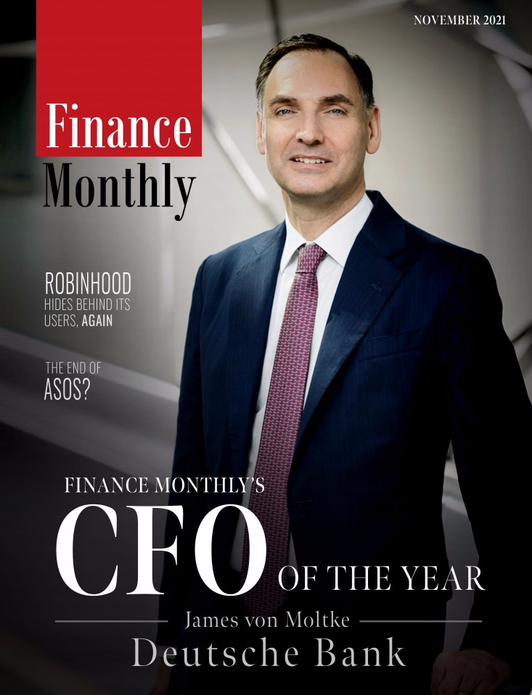 NOVEMBER 2021
Finance
Monthly
ROBINHOOD
HIDES BEHIND ITS
USERS, AGAIN
THE END OF
ASOS?
FINANCE MONTHLY'S
CFO OF THE YEAR
James von Moltke
Deutsche Bank